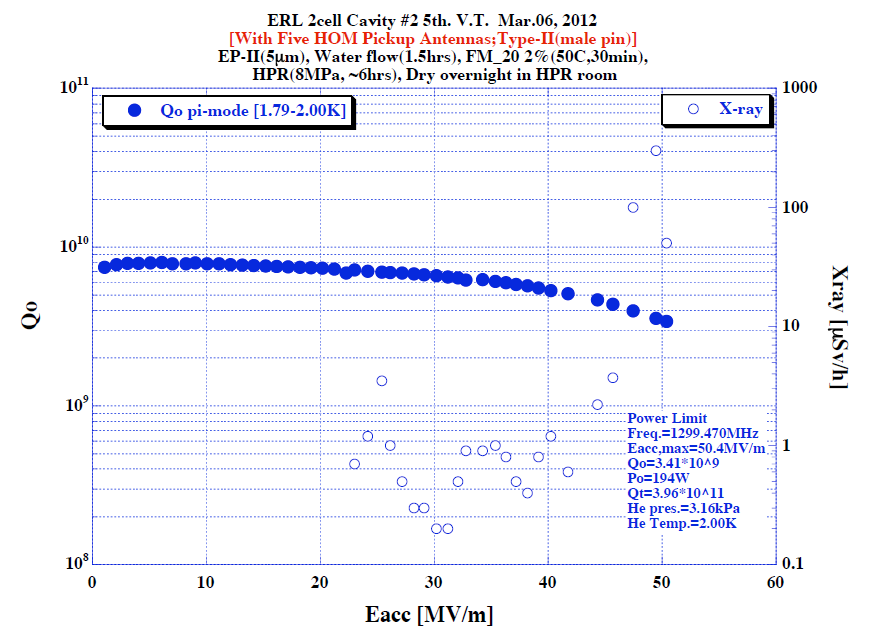 ERL 2cell Cavity #2 5th. V.T. Mar.06, 2012
[With Five HOM Pickup Antennas;Type-II(male pin)]
EP-II(5μm), Water flow(1.5hrs), FM_20 2%(50C,30min),
HPR(8MPa, ~6hrs), Dry overnight in HPR room
10^11
1000
Qo pi-mode [1.79-2.00K]
X-ray
100
10^10
Qo
Xray [μSv/h]
10
10^9
Power Limit
Freq.=1299.470MHz
Eacc,max=50.4MV/m
1
Qo=3.41*10^9
Po=194W
Qt=3.96*10^11
He pres.=3.16kPa
He Temp.=2.00K
10^8
0.1
0 10 20 30 40 50 60
Eacc [MV/m]